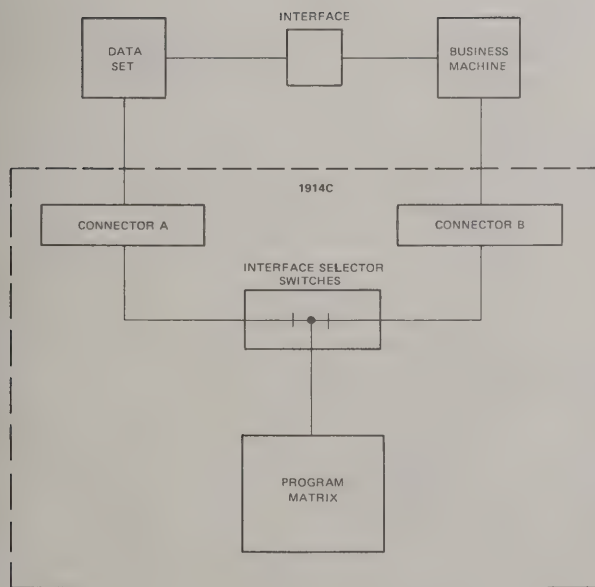 INTERFACE
DATA
SET
BUSINESS
MACHINE
1914C
CONNECTOR A
CONNECTOR B
INTERFACE SELECTOR
SWITCHES
PROGRAM
MATRIX